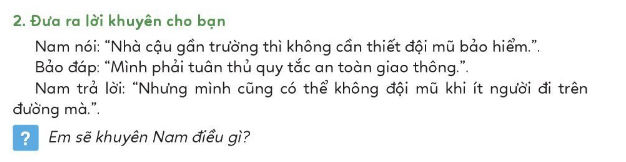 2. Đưa ra lời khuyên cho bạn
Nam nói: “Nhà cậu gần trường thì không cần thiết đội mũ bảo hiểm.”.
Bảo đáp: “Mình phải tuân thủ quy tắc an toàn giao thông.”.
Nam trả lời: “Nhưng mình cũng có thể không đội mũ khi ít người đi trên
đường mà.”.
? Em sẽ khuyên Nam điều gì?